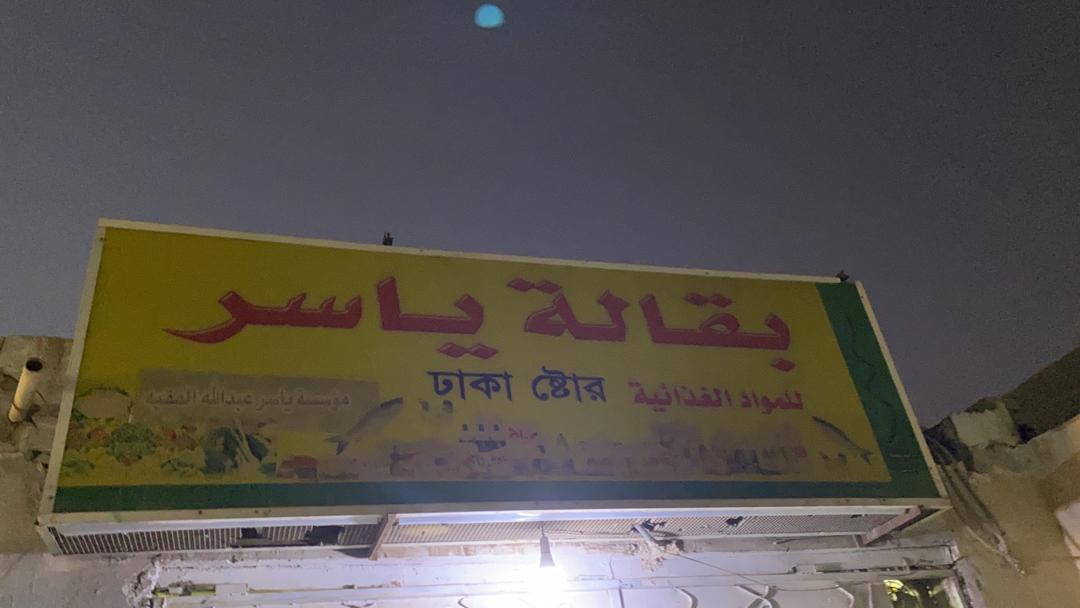 بقالة ياسر
للمواد الغذائية
ঢাকা ষ্টোর
مؤسسة ياسر عبدالله